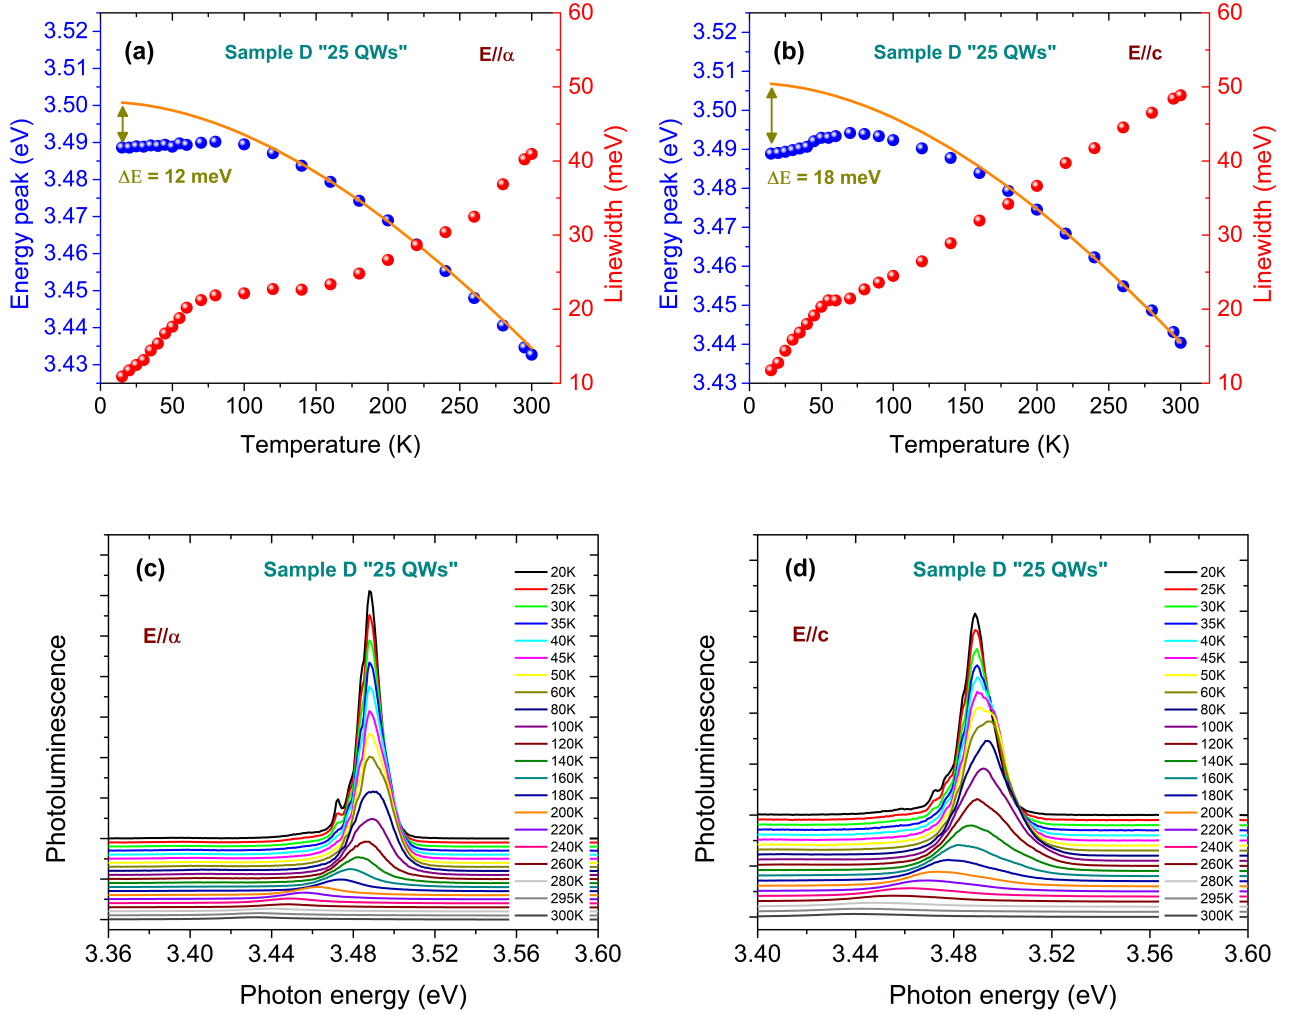 (a)
Sample D "25 QWs"
E//α
ΔE = 12 meV
Energy peak (eV)
3.52
3.51
3.50
3.49
3.48
3.47
3.46
3.45
3.44
3.43
60
50
40
30
20
10
Linewidth (meV)
0
50
100
150
200
250
300
Temperature (K)
(b)
Sample D "25 QWs"
E//c
ΔE = 18 meV
Energy peak (eV)
3.52
3.51
3.50
3.49
3.48
3.47
3.46
3.45
3.44
3.43
60
50
40
30
20
10
Linewidth (meV)
0
50
100
150
200
250
300
Temperature (K)
(c)
Sample D "25 QWs"
E//α
Photoluminescence
20K
25K
30K
35K
40K
45K
50K
60K
80K
100K
120K
140K
160K
180K
200K
220K
240K
260K
280K
295K
300K
3.36
3.40
3.44
3.48
3.52
3.56
3.60
Photon energy (eV)
(d)
Sample D "25 QWs"
E//c
Photoluminescence
20K
25K
30K
35K
40K
45K
50K
60K
80K
100K
120K
140K
160K
180K
200K
220K
240K
260K
280K
295K
300K
3.40
3.44
3.48
3.52
3.56
3.60
Photon energy (eV)